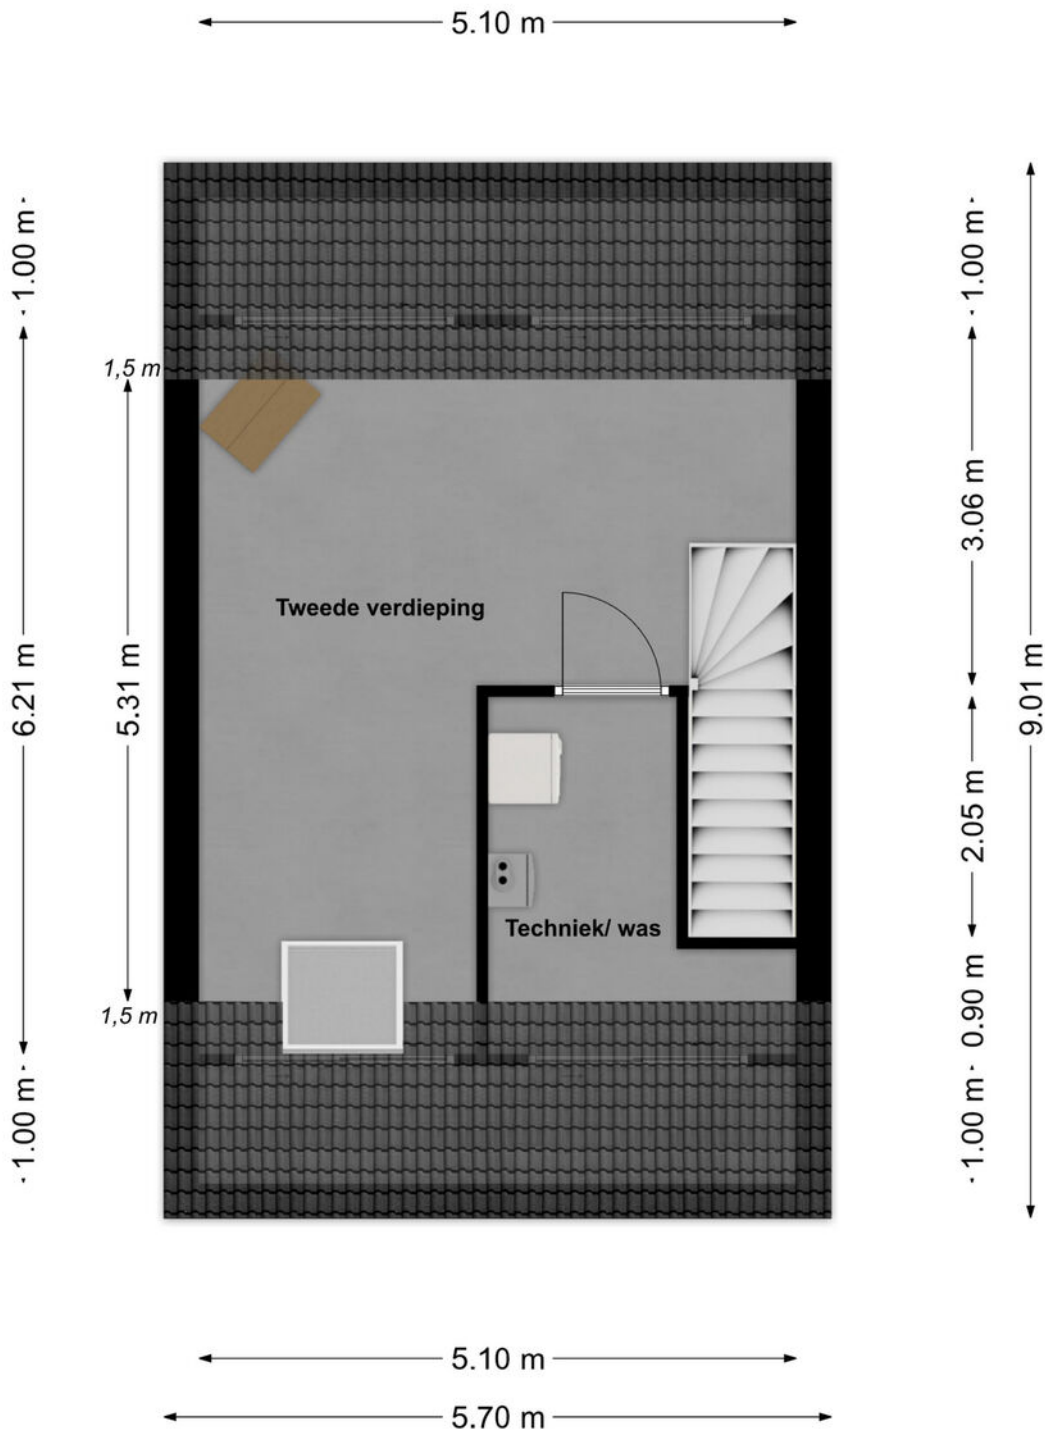 5.10 m
1.00 m
1.00 m
1,5 m
3.06 m
Tweede verdieping
6.21 m
5.31 m
9.01 m
2.05 m
Techniek/ was
0.90 m
1,5 m
1.00 m
1.00 m
5.10 m
5.70 m